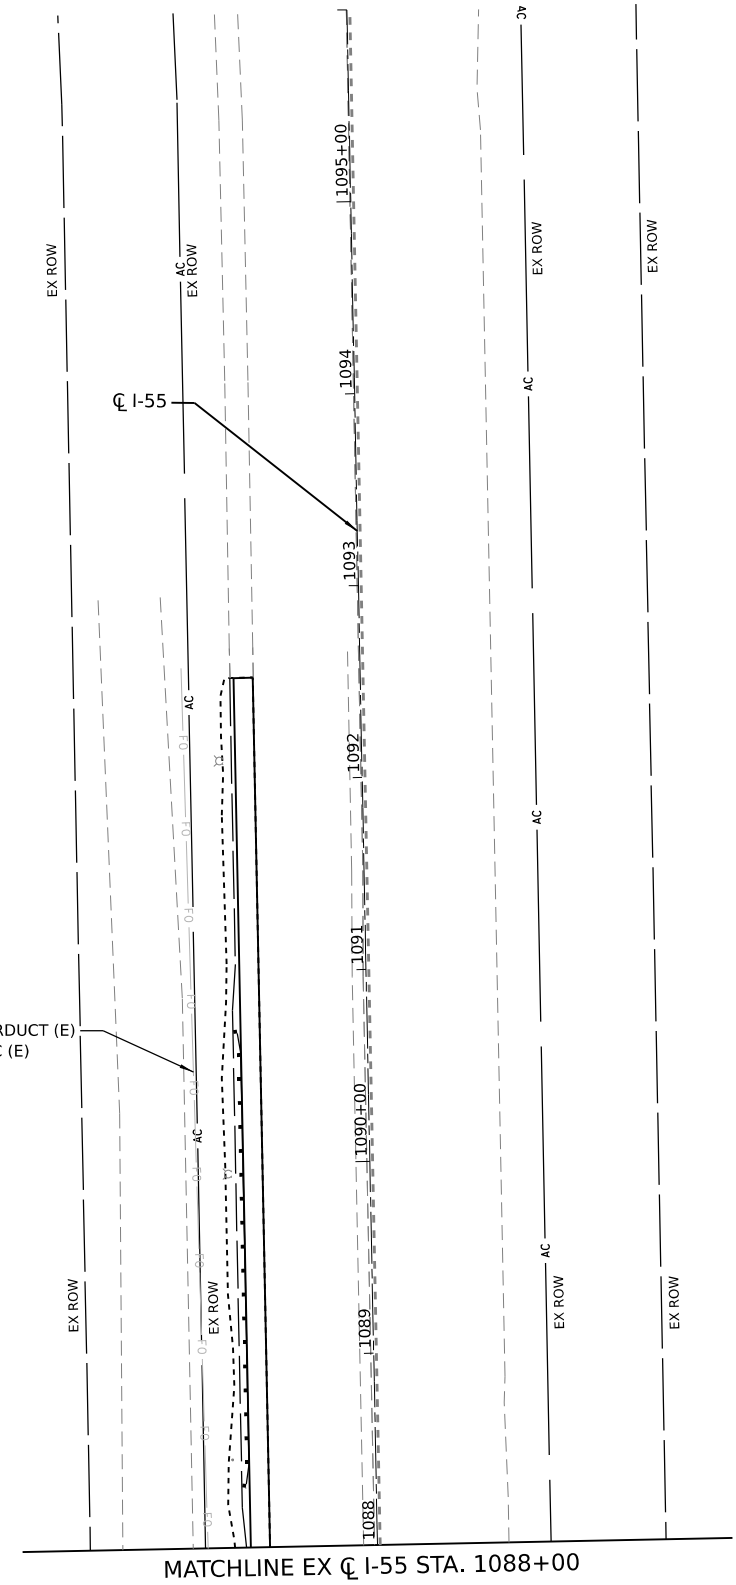 AC
1095+00
EX ROW
AC
EX ROW
EX ROW
EX ROW
1094
AC
℄ I-55
1093
AC
1092
FO
AC
FO
FO
1091
FO
RDUCT (E)
C (E)
FO
1090+00
AC
FO
AC
FO
EX ROW
EX ROW
EX ROW
EX ROW
1089
FO
FO
1088
FO
MATCHLINE EX ℄ I-55 STA. 1088+00